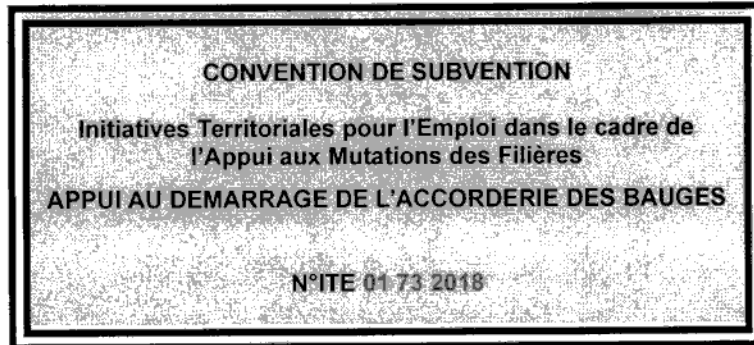 CONVENTION DE SUBVENTION
Initiatives Territoriales pour l'Emploi dans le cadre de
l'Appui aux Mutations des Filières
APPUI AU DEMARRAGE DE L'ACCORDERIE DES BAUGES
N°ITE 01 73 2018